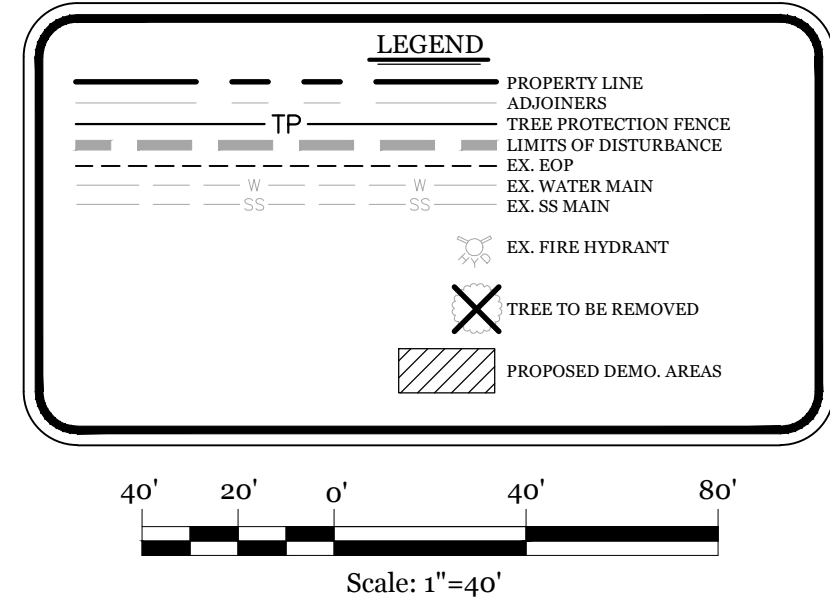 LEGEND
PROPERTY LINE
ADJOINERS
TP
TREE PROTECTION FENCE
LIMITS OF DISTURBANCE
EX. EOP
W W
EX. WATER MAIN
SS SS
EX. SS MAIN
HYD
EX. FIRE HYDRANT
TREE TO BE REMOVED
PROPOSED DEMO. AREAS
40' 20' 0' 40' 80'
Scale: 1"=40'